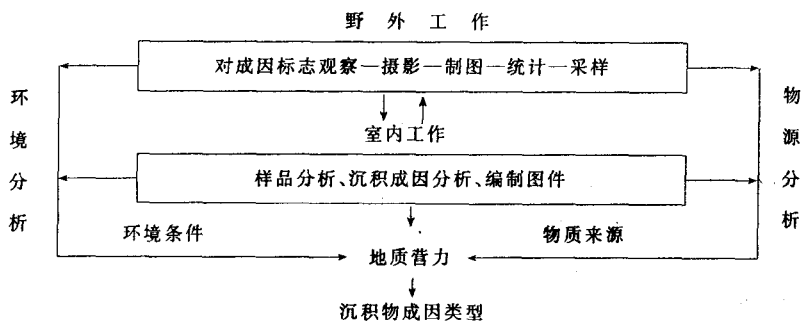 野外工作
对成因标志观察—摄影—制图—统计—采样
室内工作
样品分析、沉积成因分析、编制图件
环境分析
物源分析
环境条件
物质来源
地质营力
沉积物成因类型